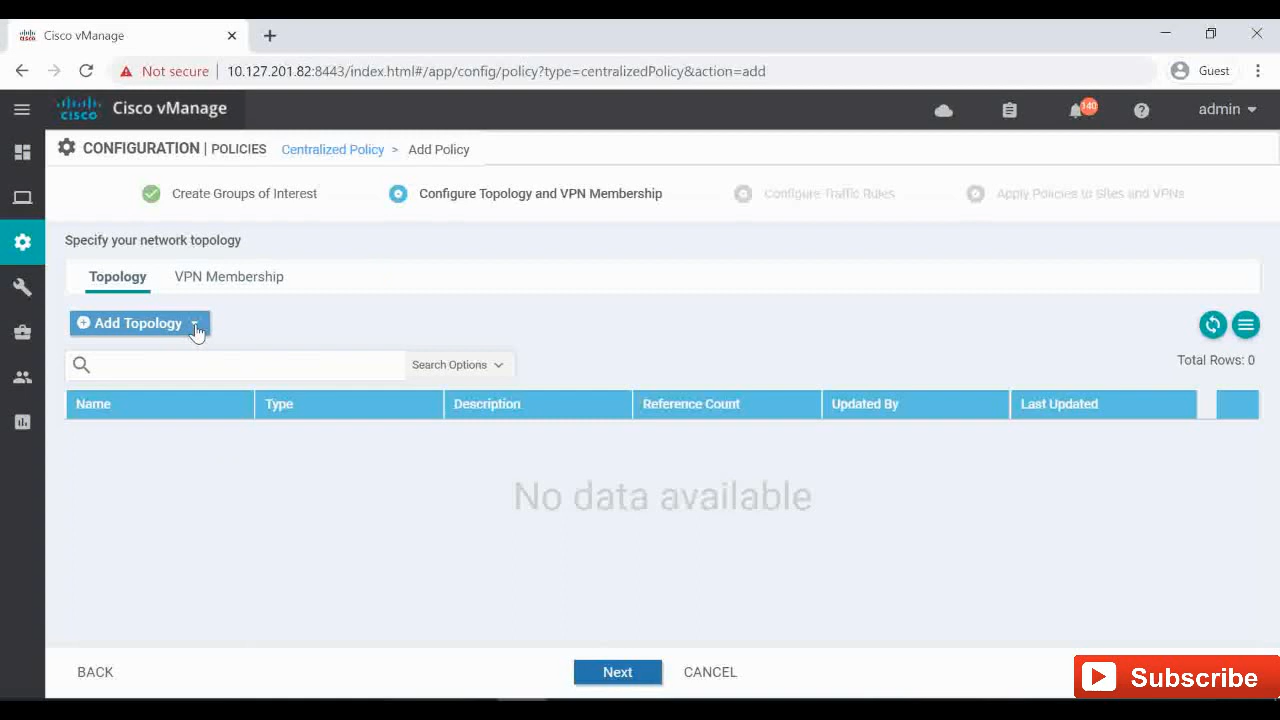 Cisco vManage
Not secure 10.127.201.82:8443/index.html#/app/config/policy?type=centralizedPolicy&action=add Guest
cisco Cisco vManage 140 admin
CONFIGURATION | POLICIES Centralized Policy > Add Policy
Create Groups of Interest Configure Topology and VPN Membership Configure Traffic Rules Apply Policies to Sites and VPNs
Specify your network topology
Topology VPN Membership
Add Topology
Search Options Total Rows: 0
Name Type Description Reference Count Updated By Last Updated
No data available
BACK Next CANCEL Subscribe